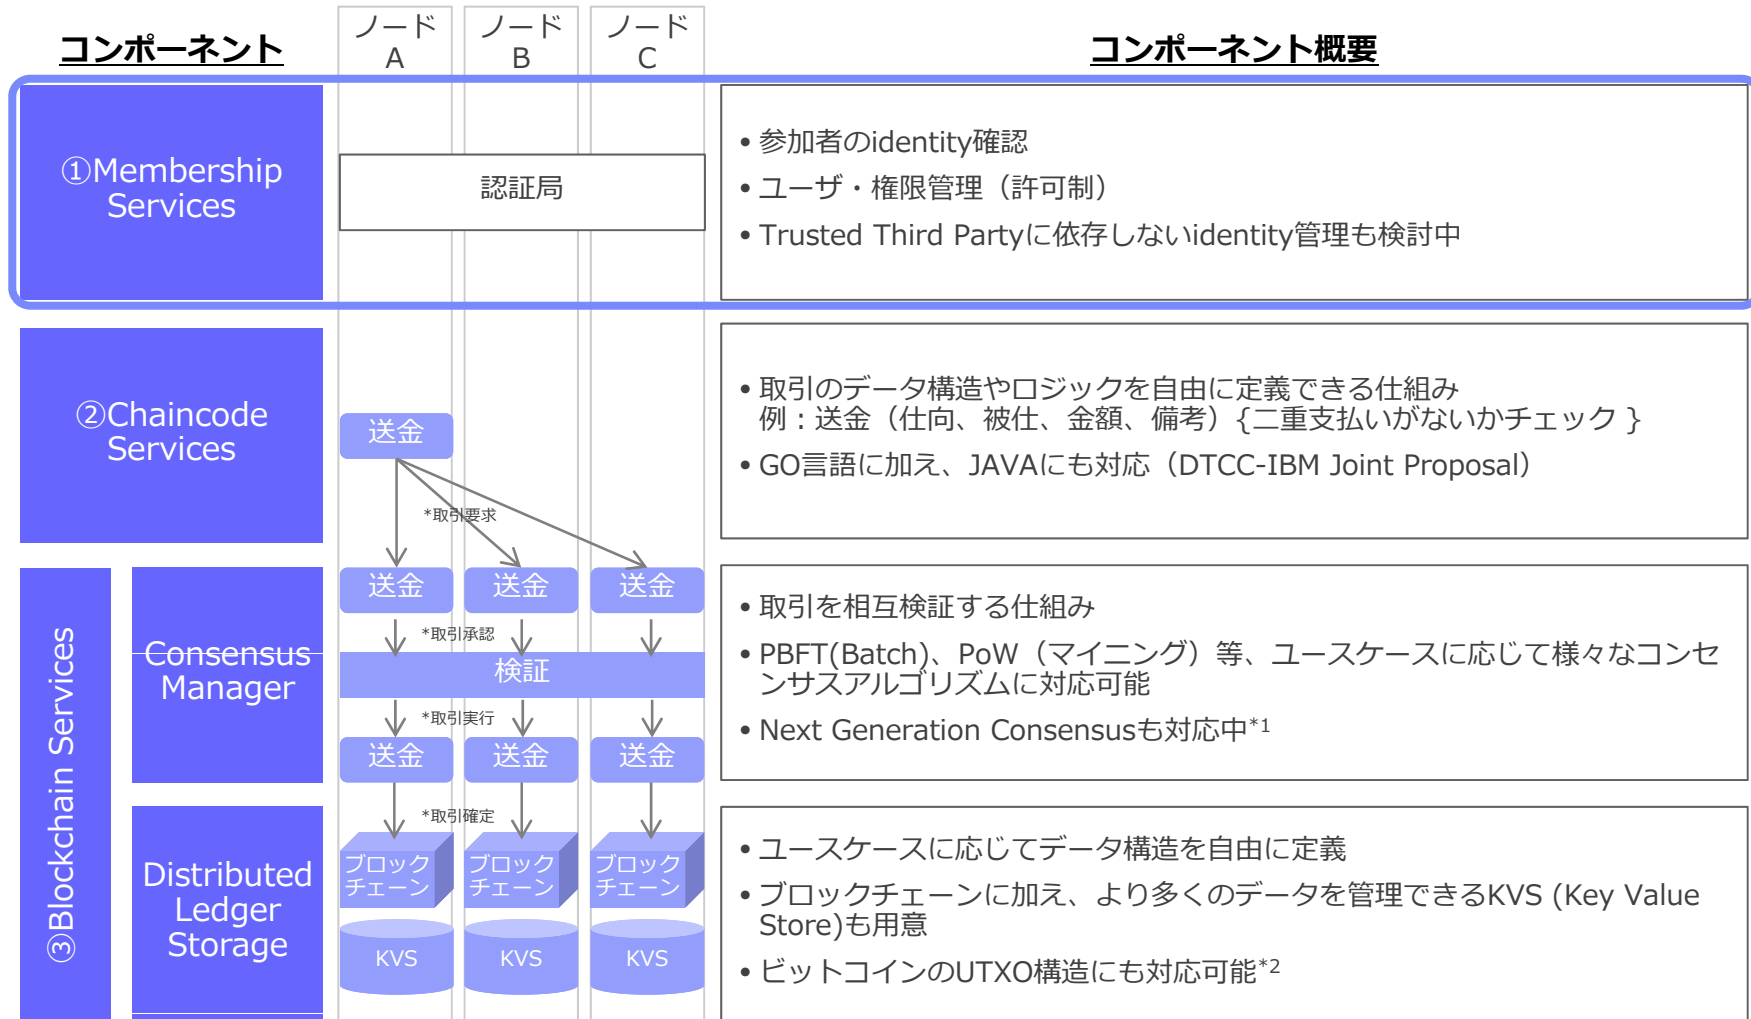 コンポーネント
ノード
A
ノード
B
ノード
C
コンポーネント概要
①Membership
Services
認証局
• 参加者のidentity確認
• ユーザ・権限管理（許可制）
• Trusted Third Partyに依存しないidentity管理も検討中
②Chaincode
Services
送金
*取引要求
• 取引のデータ構造やロジックを自由に定義できる仕組み
例：送金（仕向、被仕、金額、備考）{二重支払いがないかチェック }
• GO言語に加え、JAVAにも対応（DTCC-IBM Joint Proposal）
③Blockchain Services
Consensus
Manager
送金
送金
送金
*取引承認
検証
*取引実行
送金
送金
送金
• 取引を相互検証する仕組み
• PBFT(Batch)、PoW（マイニング）等、ユースケースに応じて様々なコンセ
ンサスアルゴリズムに対応可能
• Next Generation Consensusも対応中*1
Distributed
Ledger
Storage
*取引確定
ブロック
チェーン
ブロック
チェーン
ブロック
チェーン
KVS
KVS
KVS
• ユースケースに応じてデータ構造を自由に定義
• ブロックチェーンに加え、より多くのデータを管理できるKVS (Key Value
Store)も用意
• ビットコインのUTXO構造にも対応可能*2